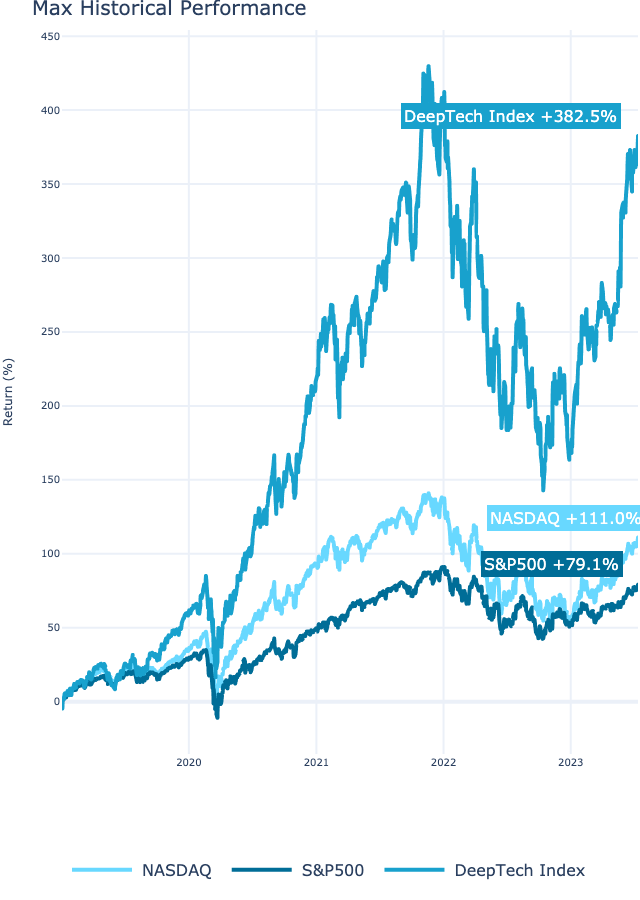 Max Historical Performance
450
400
DeepTech Index +382.5%
350
300
250
Return (%)
200
150
NASDAQ +111.0%
100
S&P500 +79.1%
50
0
2020 2021 2022 2023
NASDAQ S&P500 DeepTech Index